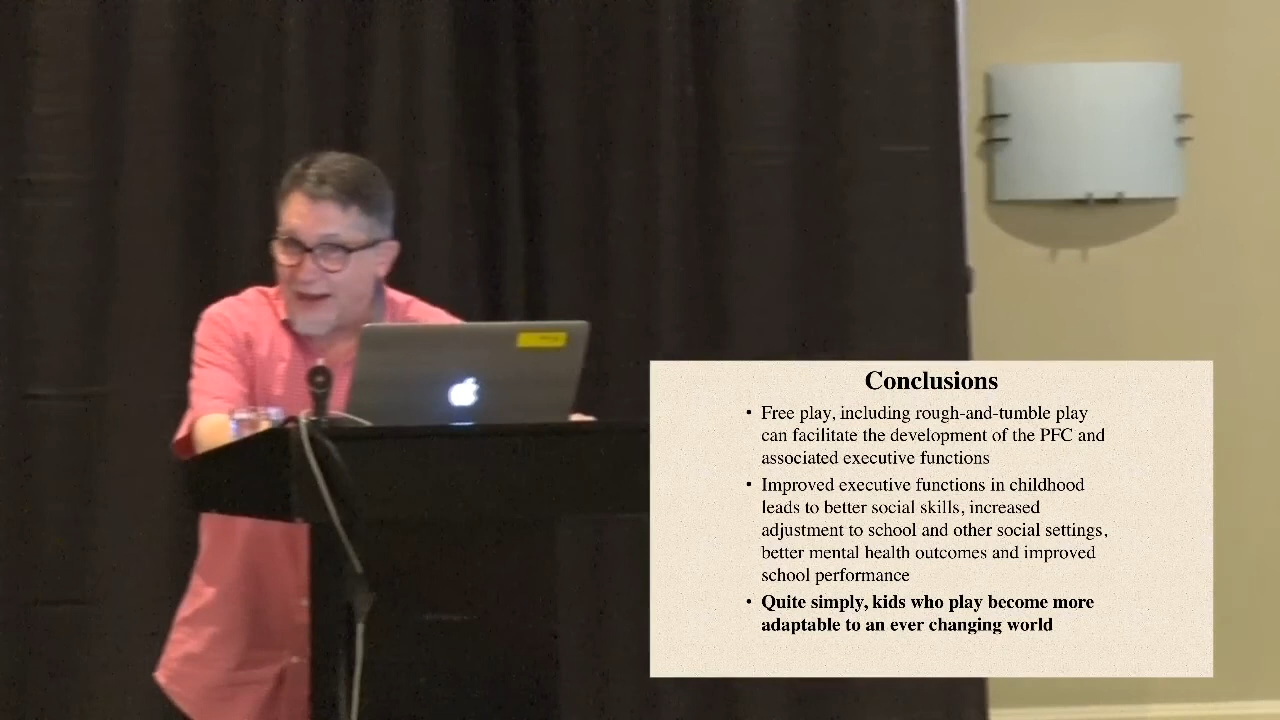 Conclusions
• Free play, including rough-and-tumble play
can facilitate the development of the PFC and
associated executive functions
• Improved executive functions in childhood
leads to better social skills, increased
adjustment to school and other social settings,
better mental health outcomes and improved
school performance
• Quite simply, kids who play become more
adaptable to an ever changing world